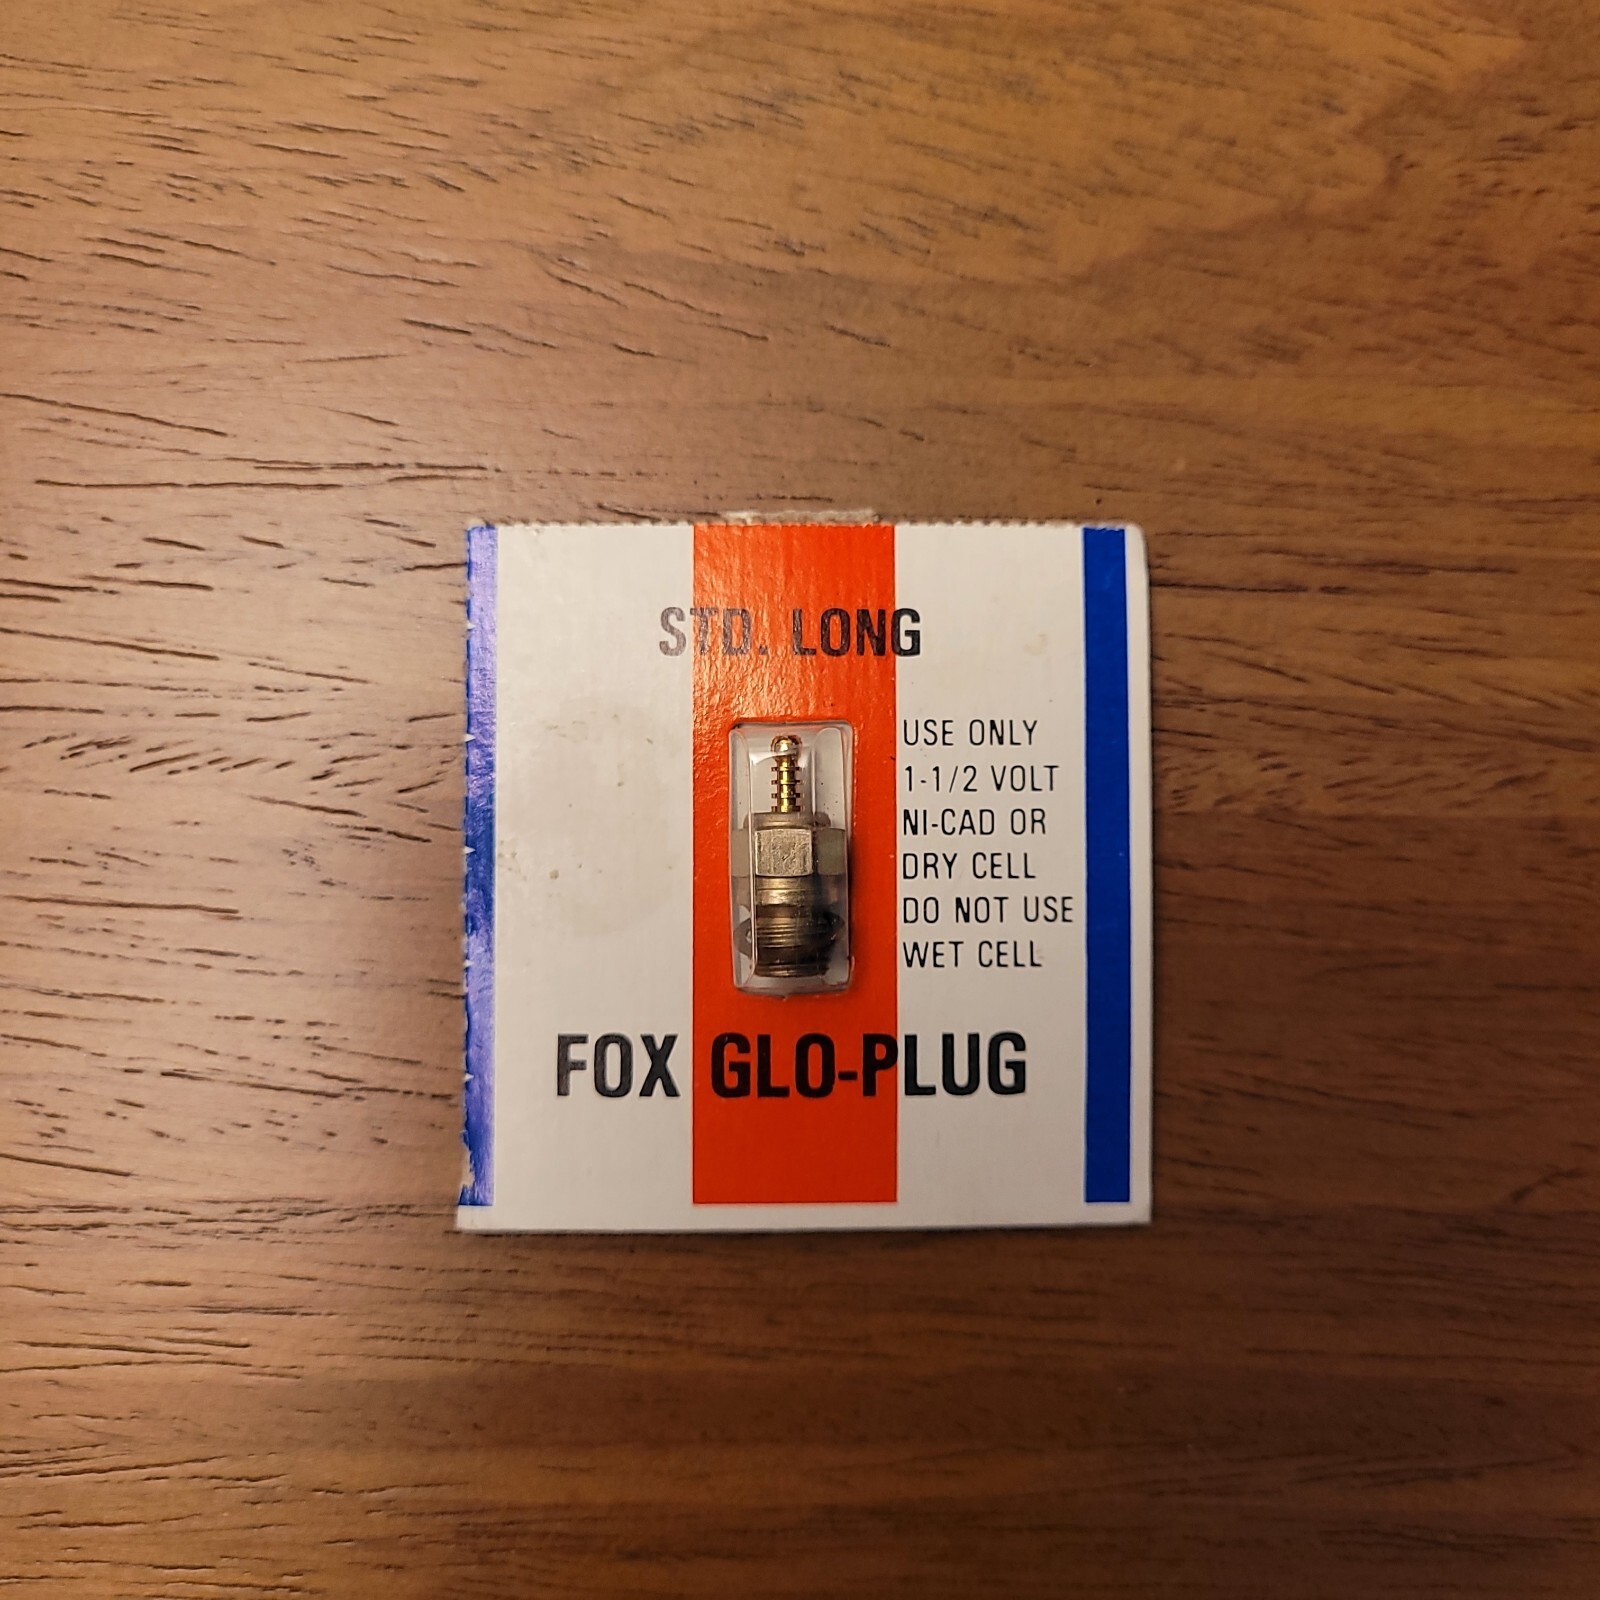 STD. LONG
USE ONLY
1-1/2 VOLT
NI-CAD OR
DRY CELL
DO NOT USE
WET CELL
FOX GLO-PLUG